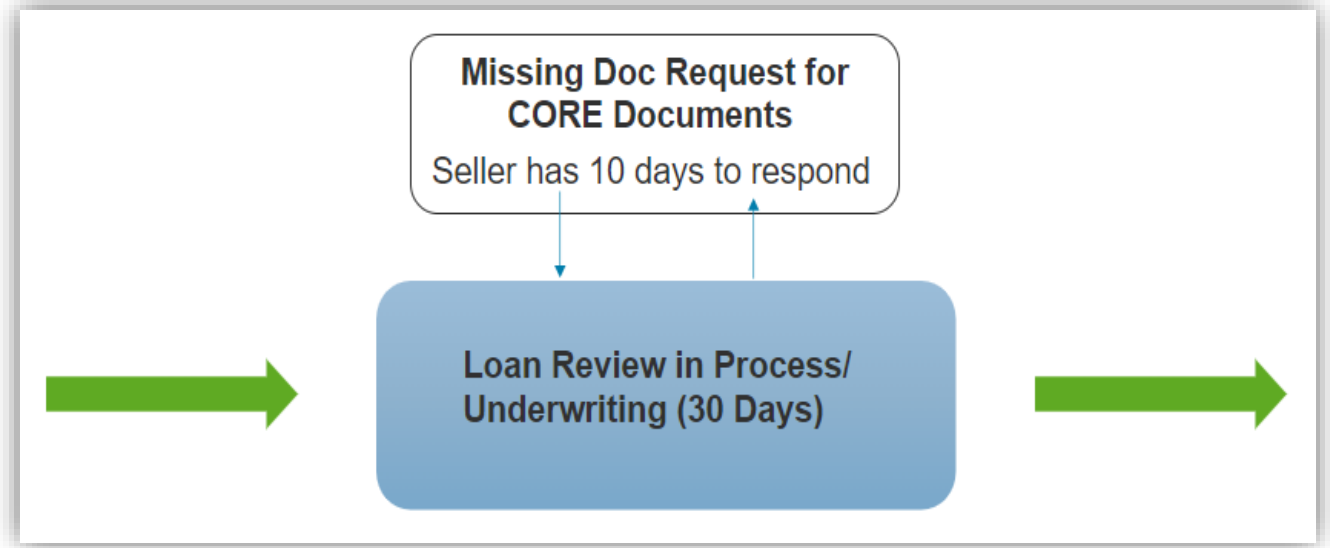 Missing Doc Request for
CORE Documents
Seller has 10 days to respond
Loan Review in Process/
Underwriting (30 Days)